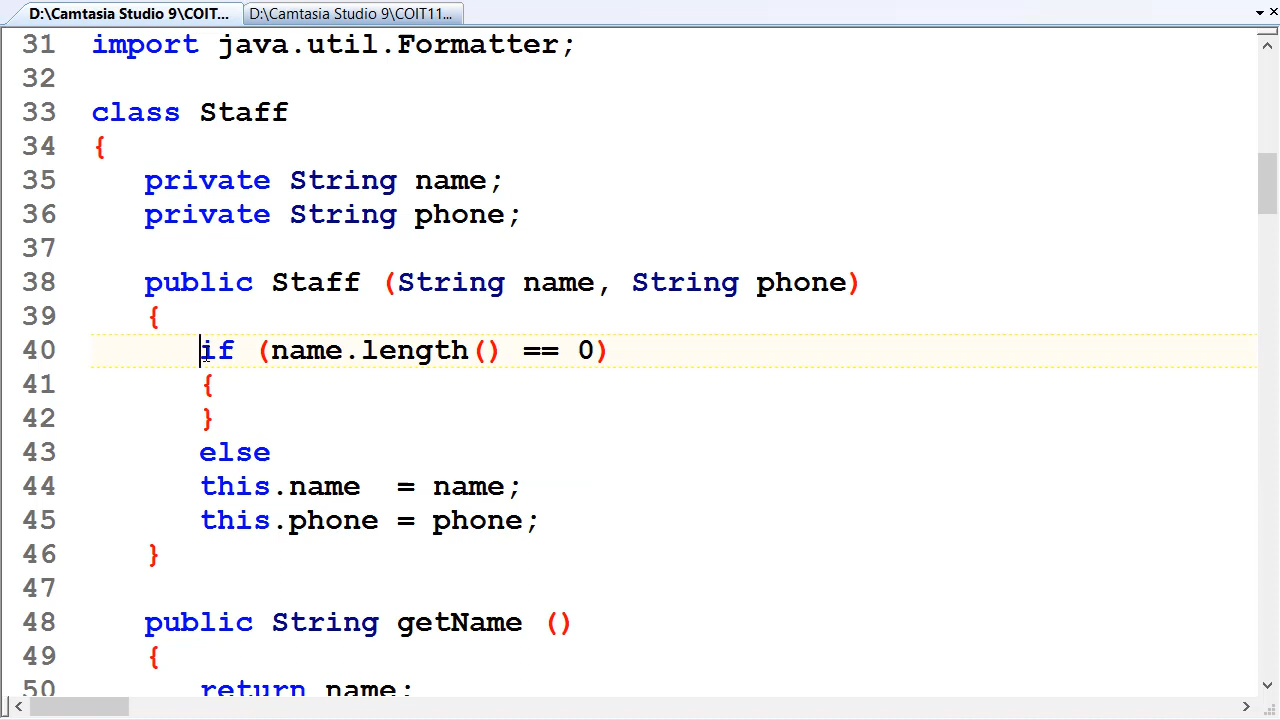 D:\Camtasia Studio 9\COIT... D:\Camtasia Studio 9\COIT11...
31 import java.util.Formatter;
32
33 class Staff
34 {
35 private String name;
36 private String phone;
37
38 public Staff (String name, String phone)
39 {
40 if (name.length() == 0)
41 {
42 }
43 else
44 this.name  = name;
45 this.phone = phone;
46 }
47
48 public String getName ()
49 {
50 return name;